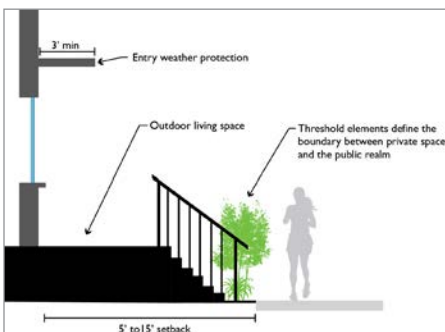 3' min
Entry weather protection
Outdoor living space
Threshold elements define the
boundary between private space
and the public realm
5' to15' setback